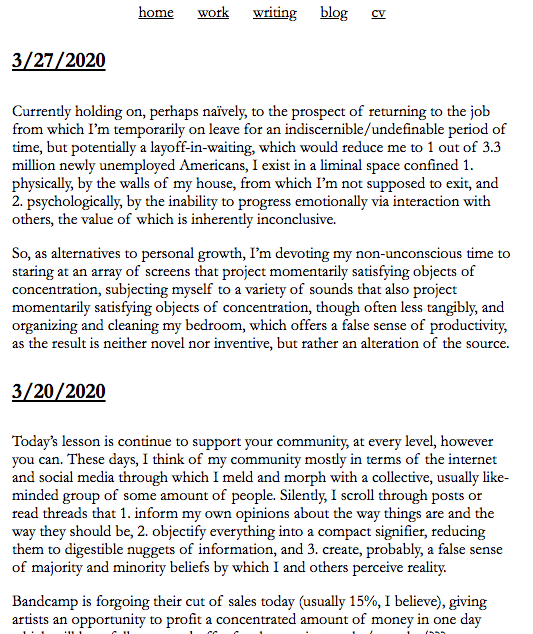 home work writing blog cv
3/27/2020
Currently holding on, perhaps naïvely, to the prospect of returning to the job
from which I'm temporarily on leave for an indiscernible/undefinable period of
time, but potentially a layoff-in-waiting, which would reduce me to 1 out of 3.3
million newly unemployed Americans, I exist in a liminal space confined 1.
physically, by the walls of my house, from which I'm not supposed to exit, and
2. psychologically, by the inability to progress emotionally via interaction with
others, the value of which is inherently inconclusive.
So, as alternatives to personal growth, I'm devoting my non-unconscious time to
staring at an array of screens that project momentarily satisfying objects of
concentration, subjecting myself to a variety of sounds that also project
momentarily satisfying objects of concentration, though often less tangibly, and
organizing and cleaning my bedroom, which offers a false sense of productivity,
as the result is neither novel nor inventive, but rather an alteration of the source.
3/20/2020
Today's lesson is continue to support your community, at every level, however
you can. These days, I think of my community mostly in terms of the internet
and social media through which I meld and morph with a collective, usually like-
minded group of some amount of people. Silently, I scroll through posts or
read threads that 1. inform my own opinions about the way things are and the
way they should be, 2. objectify everything into a compact signifier, reducing
them to digestible nuggets of information, and 3. create, probably, a false sense
of majority and minority beliefs by which I and others perceive reality.
Bandcamp is forgoing their cut of sales today (usually 15%, I believe), giving
artists an opportunity to profit a concentrated amount of money in one day